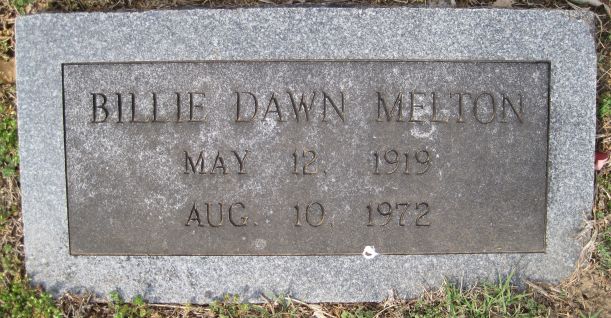 BILLIE DAWN MELTON
MAY 12, 1919
AUG. 10, 1972